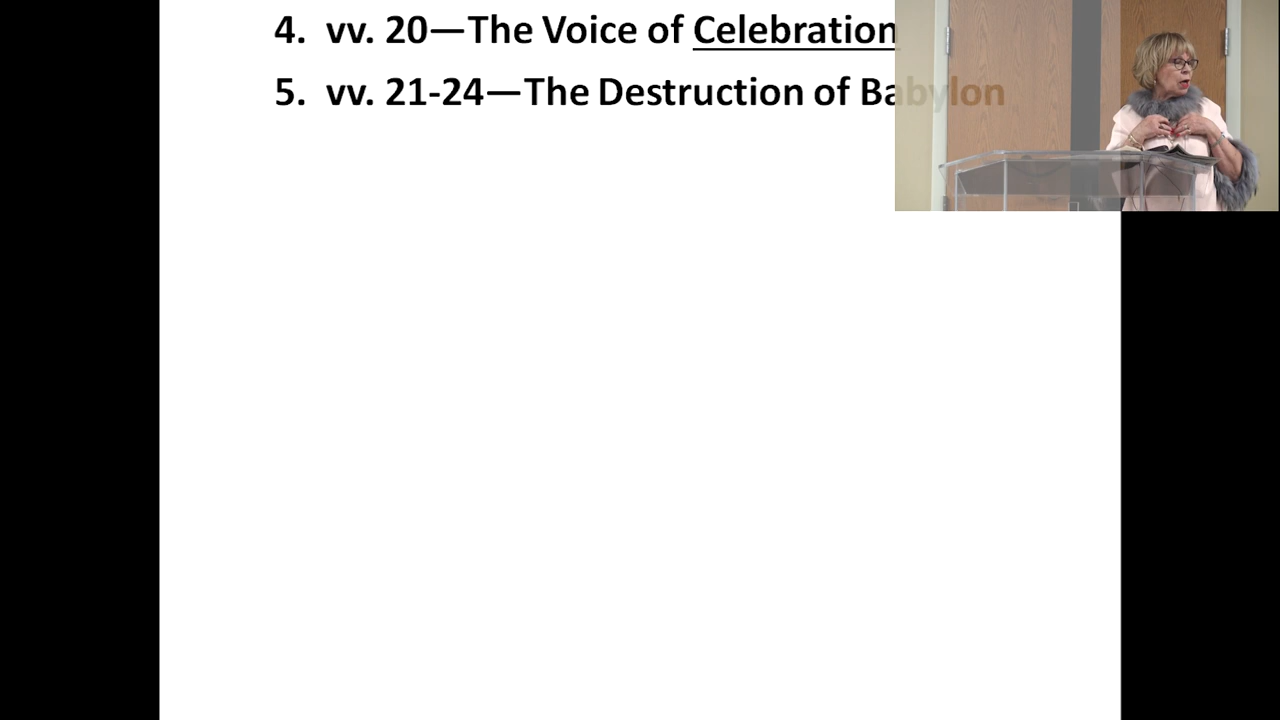 4. vv. 20—The Voice of Celebration
5. vv. 21-24—The Destruction of Babylon